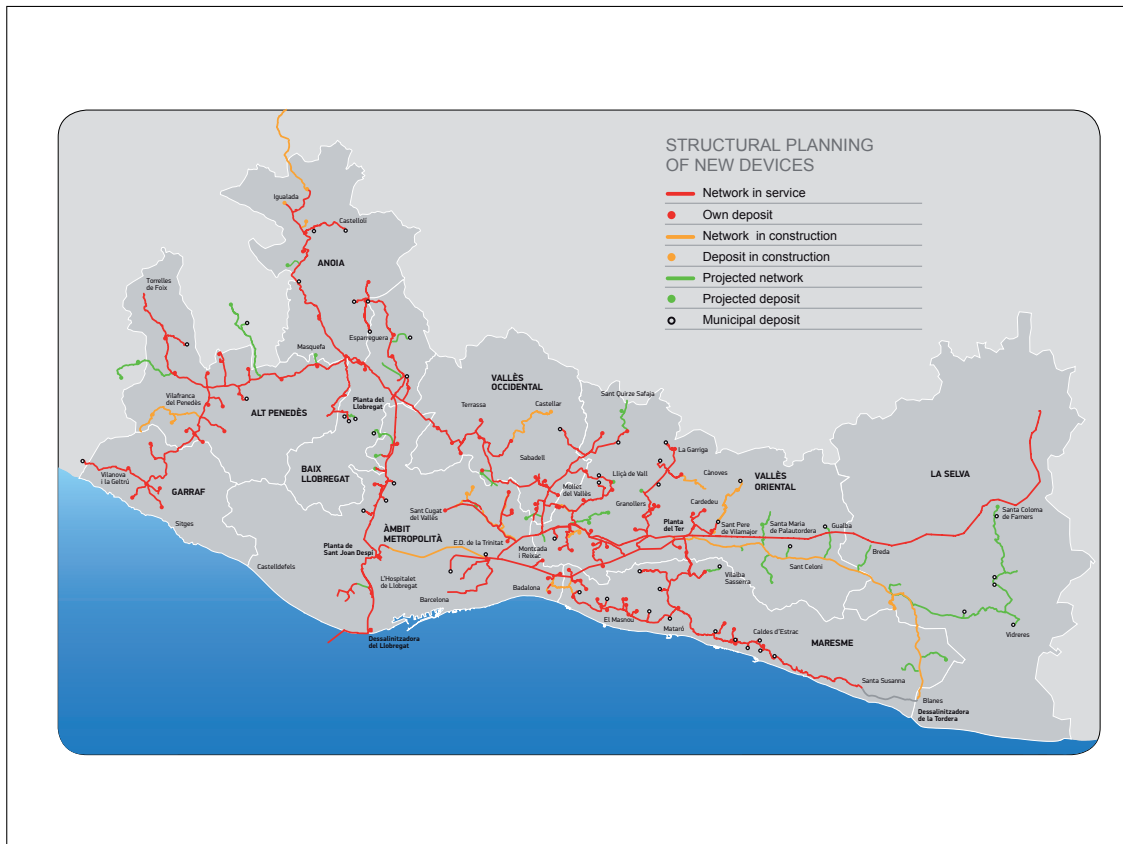 STRUCTURAL PLANNING
OF NEW DEVICES
Network in service
Own deposit
Network in construction
Deposit in construction
Projected network
Projected deposit
Municipal deposit
Igualada
Castellolí
ANOIA
Torrelles
de Foix
Masquefa
Esparreguera
VALLÈS
OCCIDENTAL
Sant Quirze Safaja
Vilafranca
del Penedès
ALT PENEDÈS
Planta del
Llobregat
Terrassa
Castellar
La Garriga
Cànoves
VALLÈS
ORIENTAL
LA SELVA
Vilanova
i la Geltrú
GARRAF
BAIX
LLOBREGAT
Sabadell
Lliçà de Vall
Mollet
del Vallès
Granollers
Cardedeu
Sitges
Sant Cugat
del Vallès
ÀMBIT
METROPOLITÀ
Planta
del Ter
Sant Pere
de Vilamajor
Santa Maria
de Palautordera
Gualba
Santa Coloma
de Farners
Planta de
Sant Joan Despí
E.D. de la Trinitat
Montcada
i Reixac
Breda
Castelldefels
Sant Celoni
L'Hospitalet
de Llobregat
Barcelona
Badalona
Vilalba
Sasserra
El Masnou
Mataró
Caldes d'Estrac
MARESME
Vidreres
Dessalinitzadora
del Llobregat
Santa Susanna
Blanes
Dessalinitzadora
de la Tordera